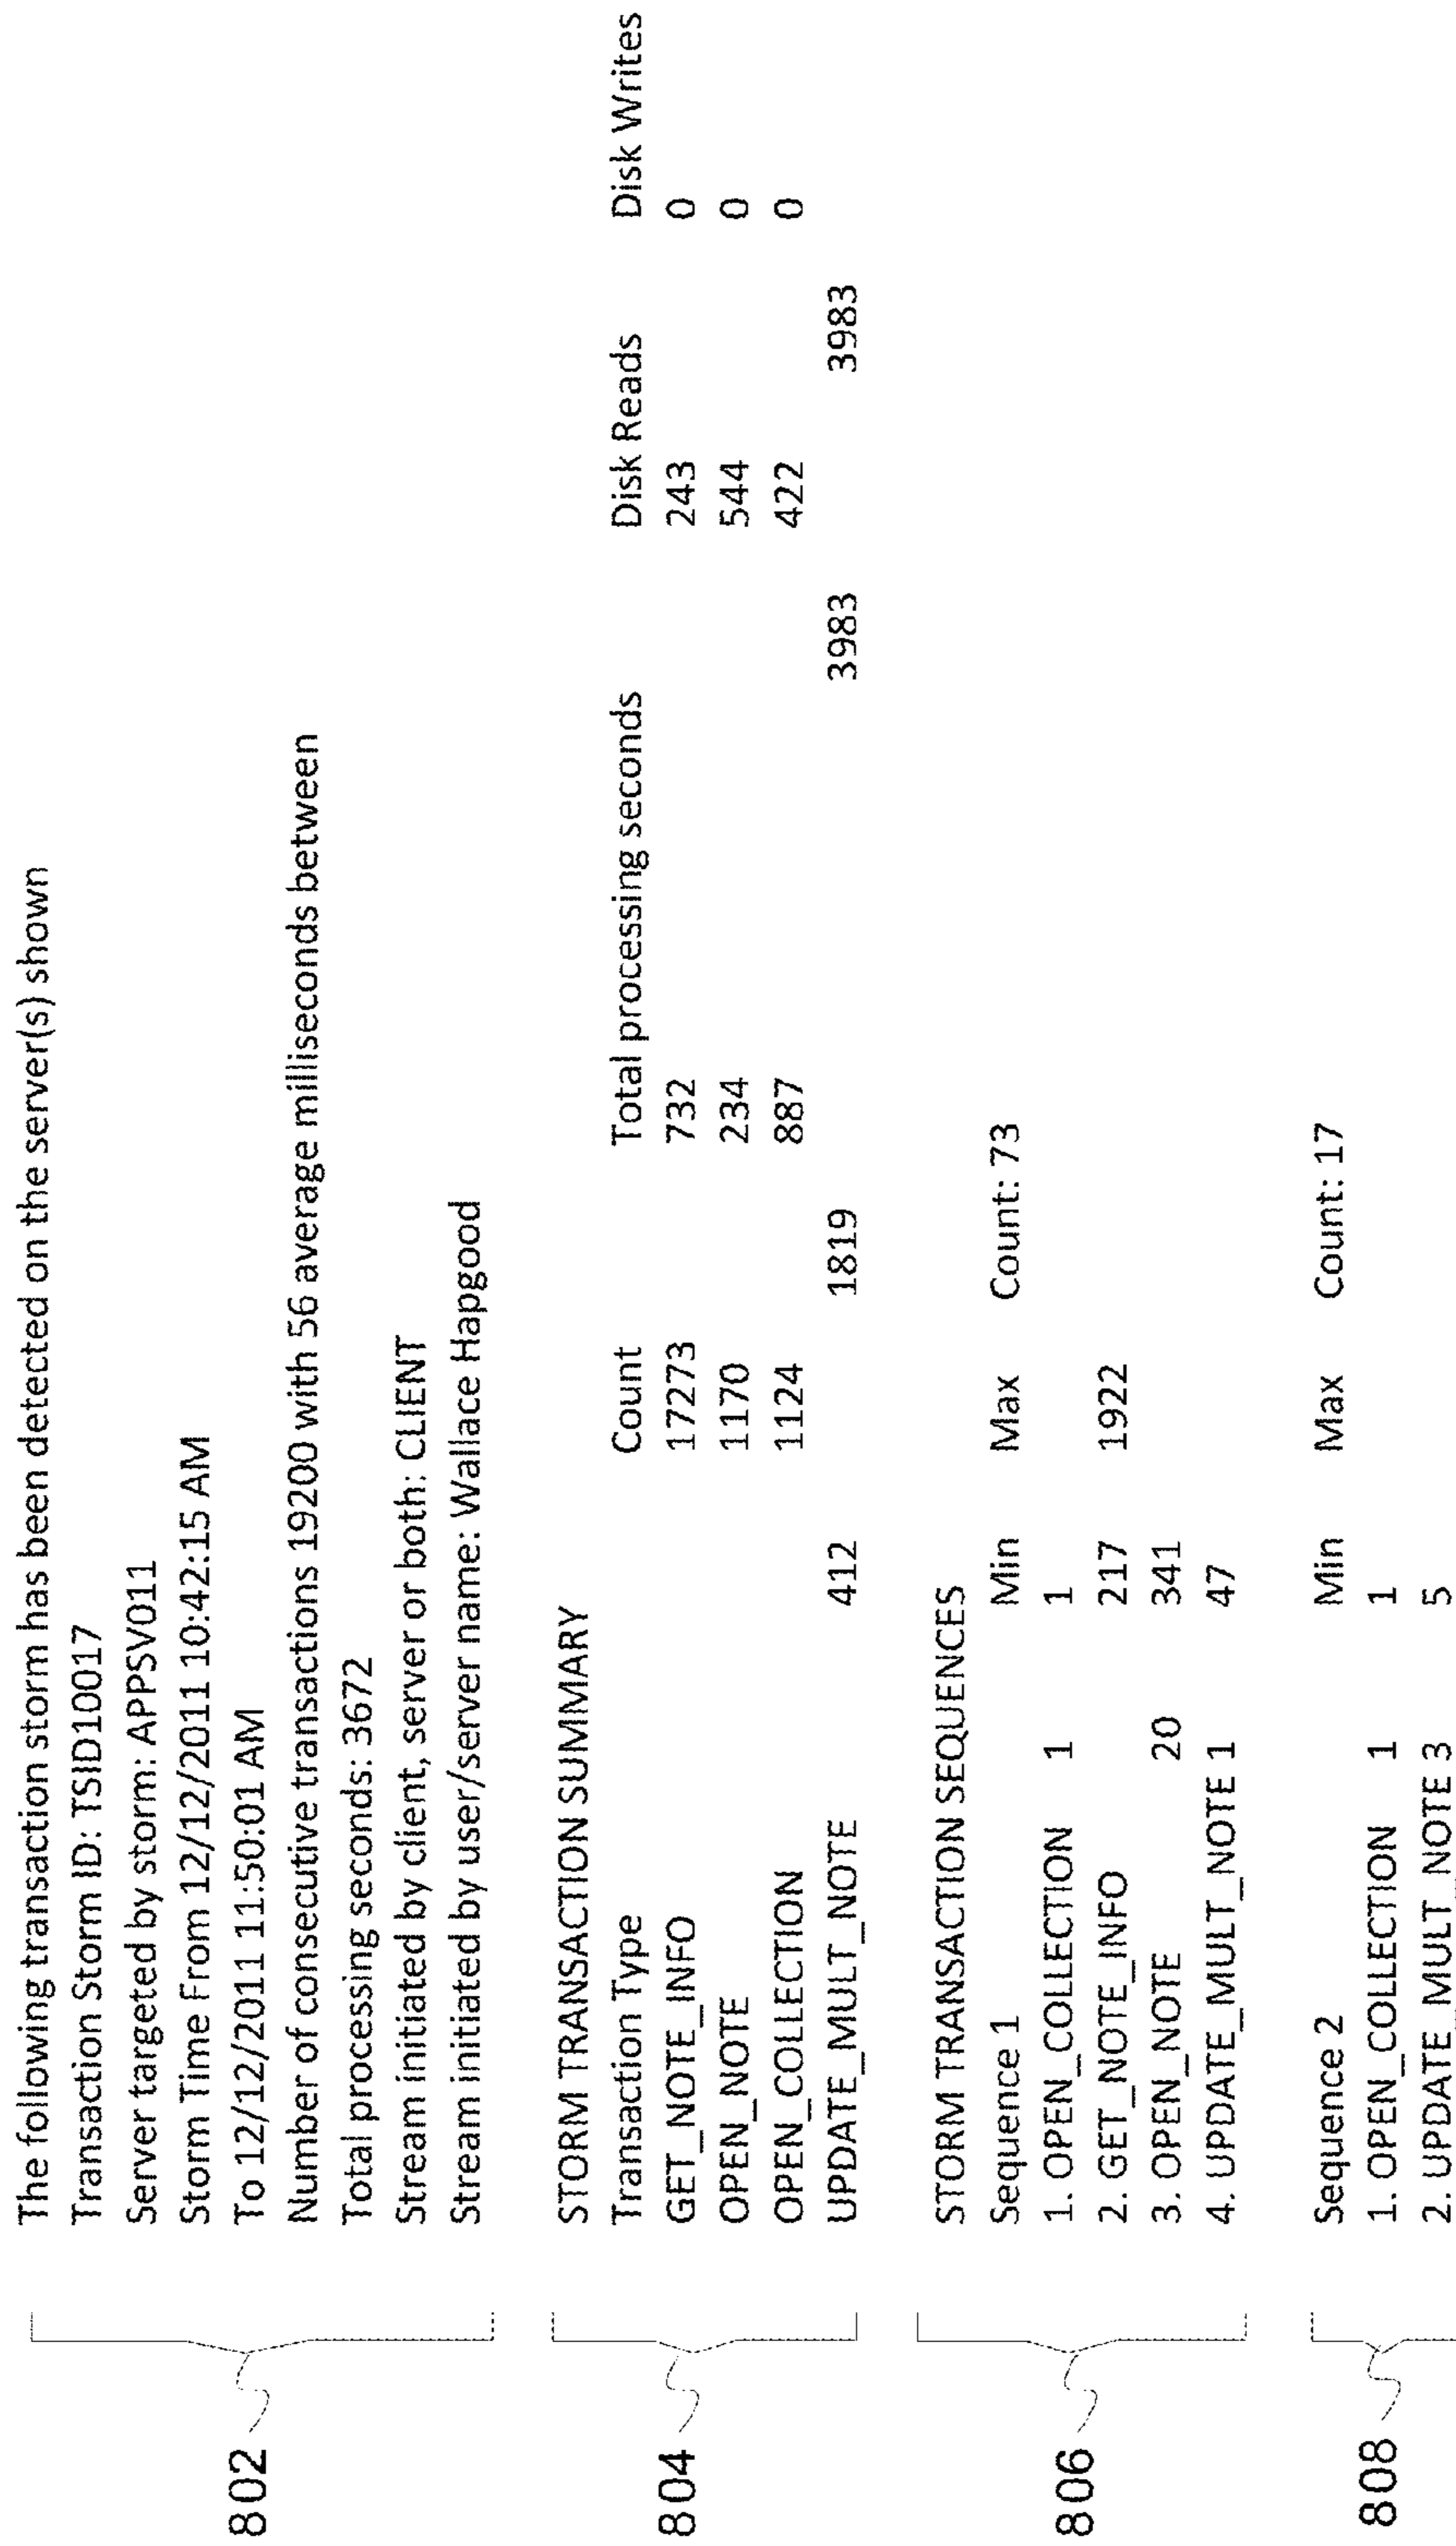 The following transaction storm has been detected on the server(s) shown
Transaction Storm ID: TSID10017
Server targeted by storm: APPSV011
Storm Time From 12/12/2011 10:42:15 AM
To 12/12/2011 11:50:01 AM
Number of consecutive transactions 19200 with 56 average milliseconds between
Total processing seconds: 3672
Stream initiated by client, server or both: CLIENT
Stream initiated by user/server name: Wallace Hapgood
802
STORM TRANSACTION SUMMARY
Transaction Type Count Total processing seconds Disk Reads Disk Writes
GET_NOTE_INFO 17273 732 243 0
OPEN_NOTE 1170 234 544 0
OPEN_COLLECTION 1124 887 422 0
UPDATE_MULT_NOTE 412 1819 3983 3983
804
STORM TRANSACTION SEQUENCES
Sequence 1 Min Max Count: 73
1. OPEN_COLLECTION 1 1
2. GET_NOTE_INFO 217 1922
3. OPEN_NOTE 20 341
4. UPDATE_MULT_NOTE 1 47
806
Sequence 2 Min Max Count: 17
1. OPEN_COLLECTION 1 1
2. UPDATE_MULT_NOTE 3 5
808